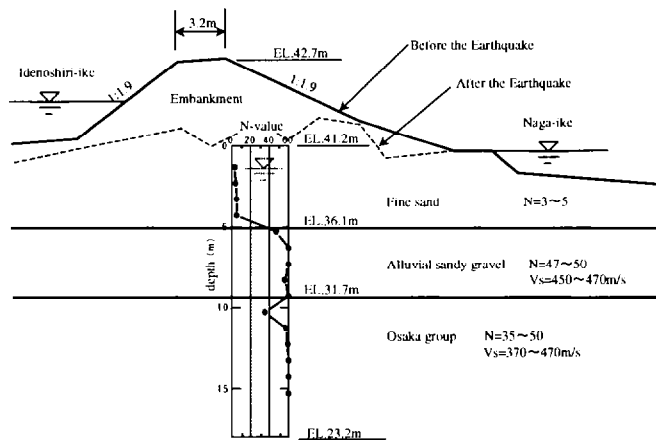 3.2m
EL.42.7m
Before the Earthquake
Idenoshiri-ike
1:1.9
1:1.9
After the Earthquake
Embankment
Naga-ike
N-value
EL.41.2m
0 20 40 60
0
Fine sand N=3～5
5
EL.36.1m
depth (m)
Alluvial sandy gravel N=47～50
Vs=450～470m/s
EL.31.7m
10
Osaka group N=35～50
Vs=370～470m/s
15
EL.23.2m